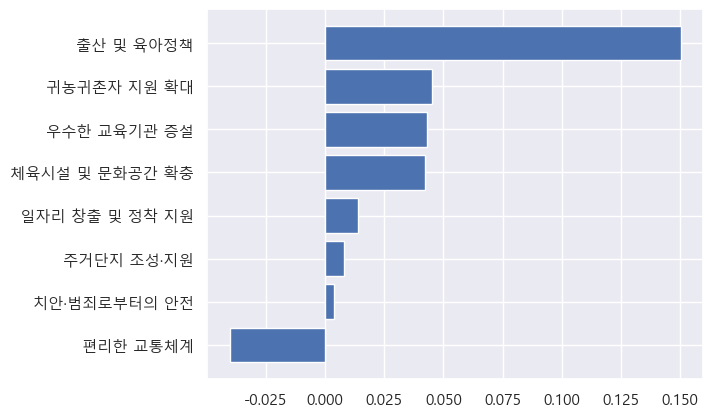 출산 및 육아정책
귀농귀촌자 지원 확대
우수한 교육기관 증설
체육시설 및 문화공간 확충
일자리 창출 및 정착 지원
주거단지 조성·지원
치안·범죄로부터의 안전
편리한 교통체계
-0.025 0.000 0.025 0.050 0.075 0.100 0.125 0.150